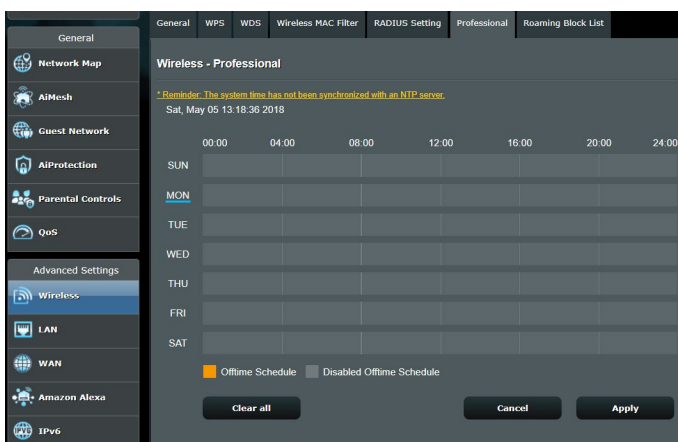 General WPS WDS Wireless MAC Filter RADIUS Setting Professional Roaming Block List
General
Network Map
AiMesh
Guest Network
AiProtection
Parental Controls
QoS
Advanced Settings
Wireless
LAN
WAN
Amazon Alexa
IPv6
Wireless - Professional
* Reminder: The system time has not been synchronized with an NTP server.
Sat, May 05 13:18:36 2018
00:00 04:00 08:00 12:00 16:00 20:00 24:00
SUN
MON
TUE
WED
THU
FRI
SAT
Offtime Schedule Disabled Offtime Schedule
Clear all Cancel Apply